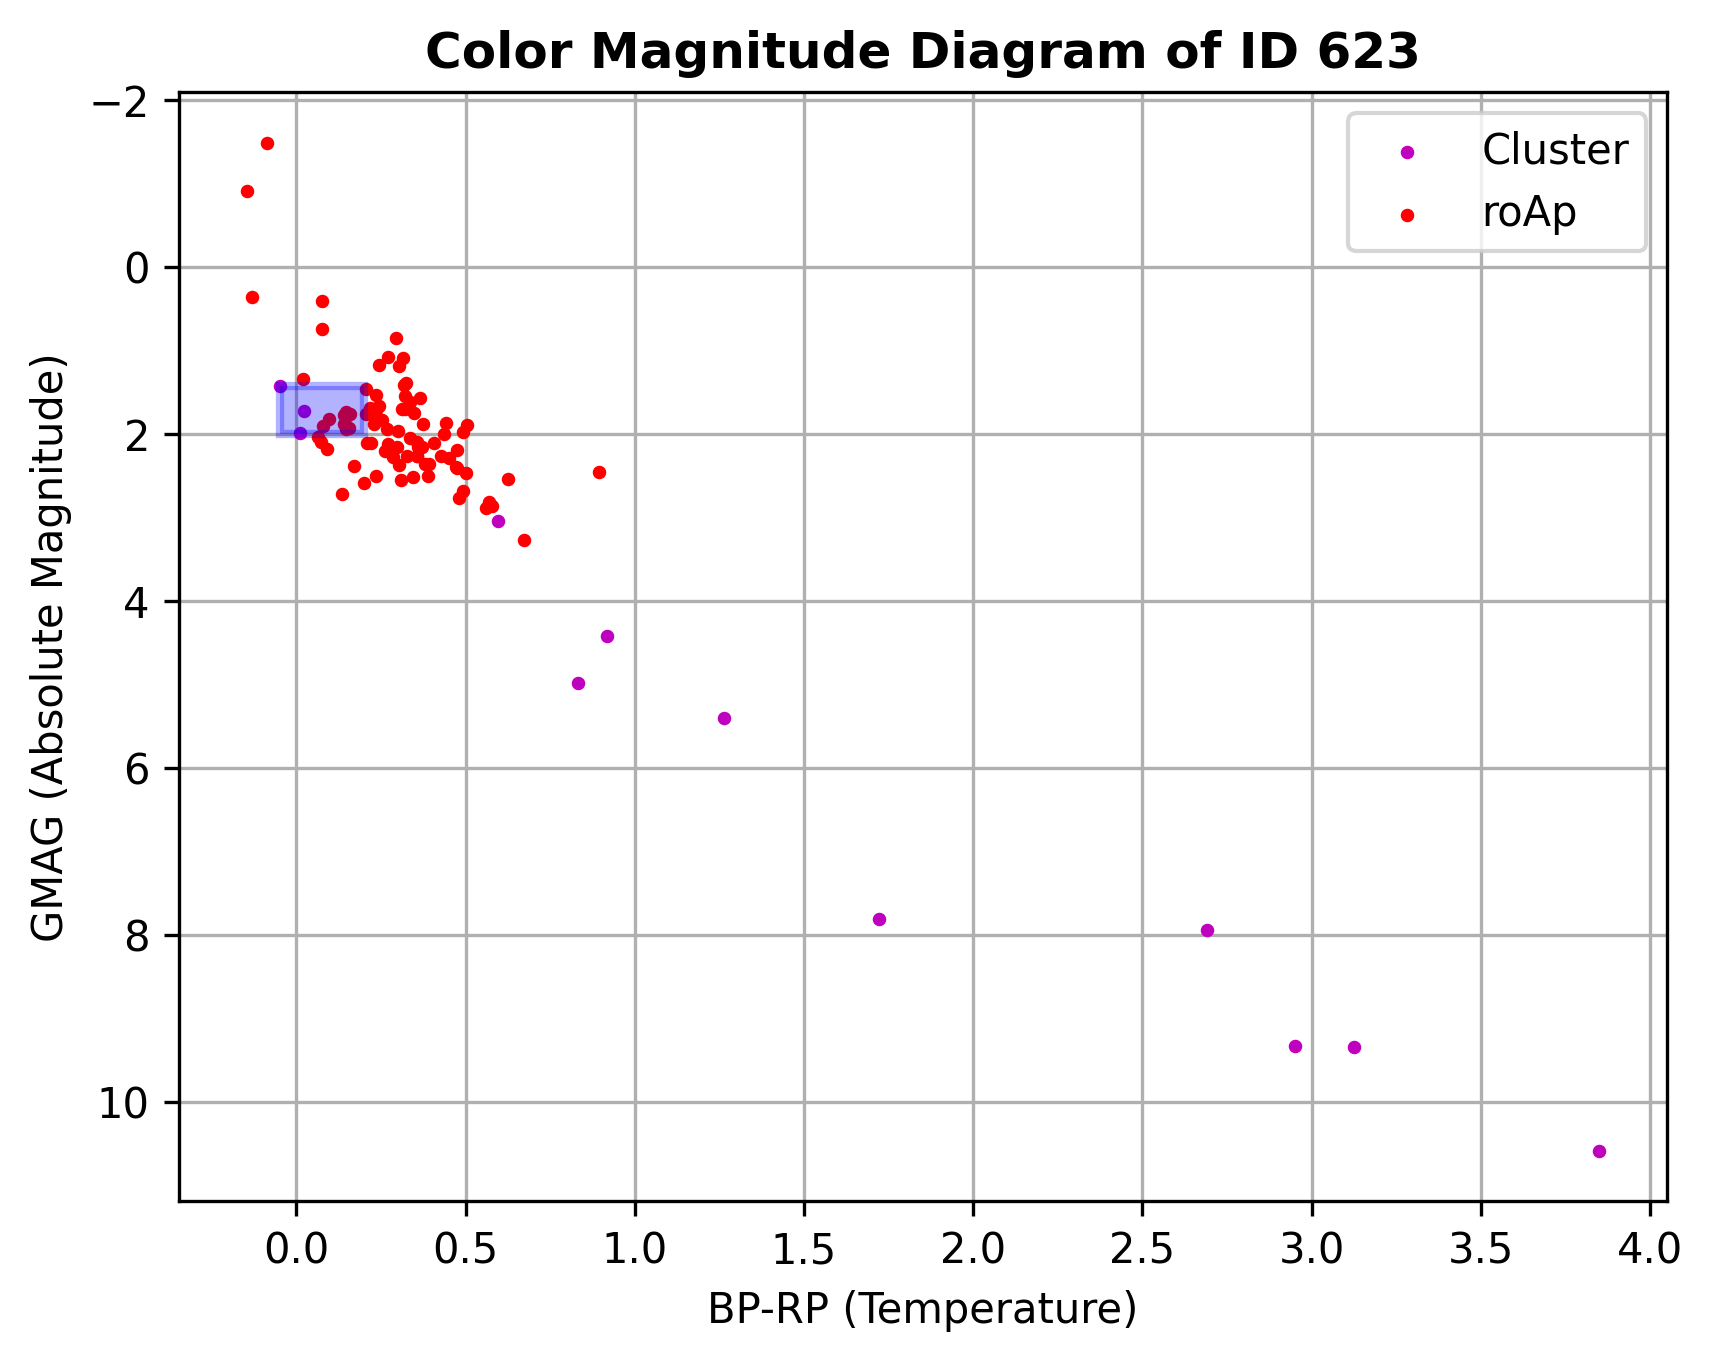 Color Magnitude Diagram of ID 623
Cluster
roAp
GMAG (Absolute Magnitude)
−2
0
2
4
6
8
10
0.0 0.5 1.0 1.5 2.0 2.5 3.0 3.5 4.0
BP-RP (Temperature)